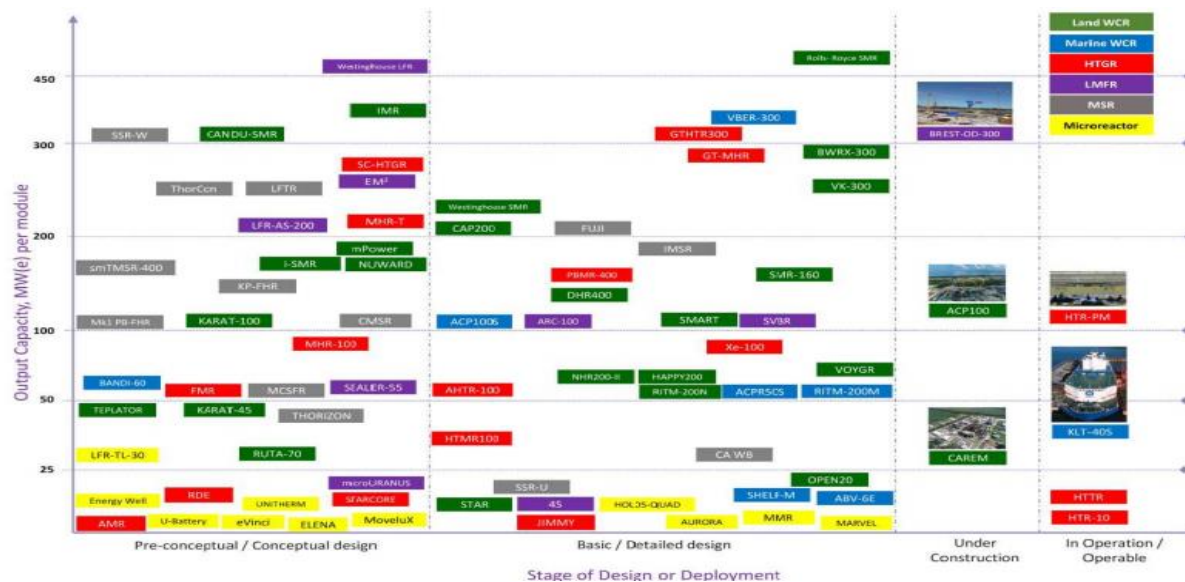 Land WCR
Marine WCR
HTGR
LMFR
MSR
Microreactor
Output Capacity, MW(e) per module
450
300
200
100
50
25
Westinghouse LFR
Rolls-Royce SMR
IMR
VBER-300
SSR-W
CANDU-SMR
GTHTR300
BREST-OD-300
GT-MHR
BWRX-300
SC-HTGR
ThorCon
LFTR
EM²
VK-300
Westinghouse SMR
LFR-AS-200
MHR-T
CAP200
FUJI
mPower
IMSR
smTMSR-400
i-SMR
NUWARD
PBMR-400
SMR-160
KP-FHR
DHR400
ACP100
HTR-PM
Mk1 PB-FHR
KARAT-100
CMSR
ACP100S
ARC-100
SMART
SVBR
MHR-100
Xe-100
VOYGR
BANDI-60
FMR
MCSFR
SEALER-55
AHTR-100
NHR200-II
HAPPY200
RITM-200N
ACPR50S
RITM-200M
TEPLATOR
KARAT-45
THORIZON
HTMR100
KLT-40S
LFR-TL-30
RUTA-70
CA WB
CAREM
microURANUS
SSR-U
OPEN20
Energy Well
RDE
UNITHERM
STARCORE
STAR
4S
HOLOS-QUAD
SHELF-M
ABV-6E
HTTR
AMR
U-Battery
eVinci
ELENA
MoveluX
JIMMY
AURORA
MMR
MARVEL
HTR-10
Pre-conceptual / Conceptual design
Basic / Detailed design
Under
Construction
In Operation /
Operable
Stage of Design or Deployment